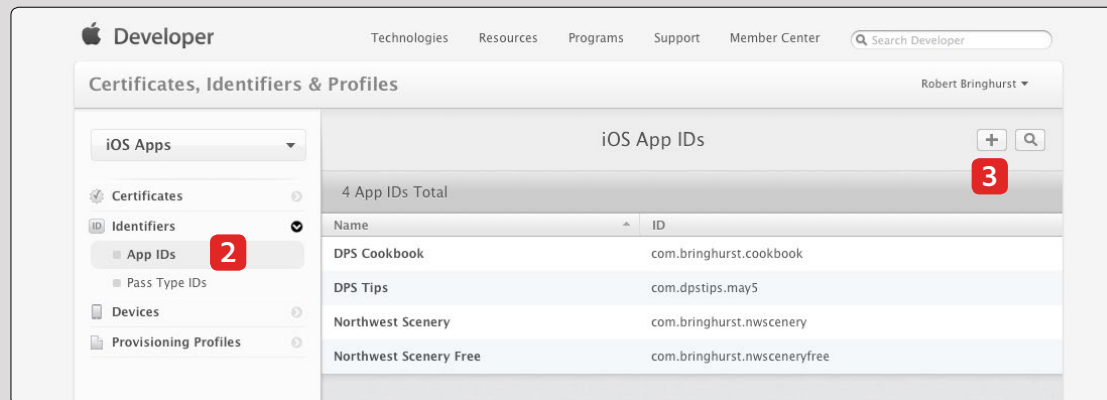 Developer
Technologies Resources Programs Support Member Center Search Developer
Certificates, Identifiers & Profiles
Robert Bringhurst
iOS Apps
Certificates
ID Identifiers
App IDs 2
Pass Type IDs
Devices
Provisioning Profiles
iOS App IDs
3
4 App IDs Total
Name ID
DPS Cookbook com.bringhurst.cookbook
DPS Tips com.dpstips.may5
Northwest Scenery com.bringhurst.nwscenery
Northwest Scenery Free com.bringhurst.nwsceneryfree